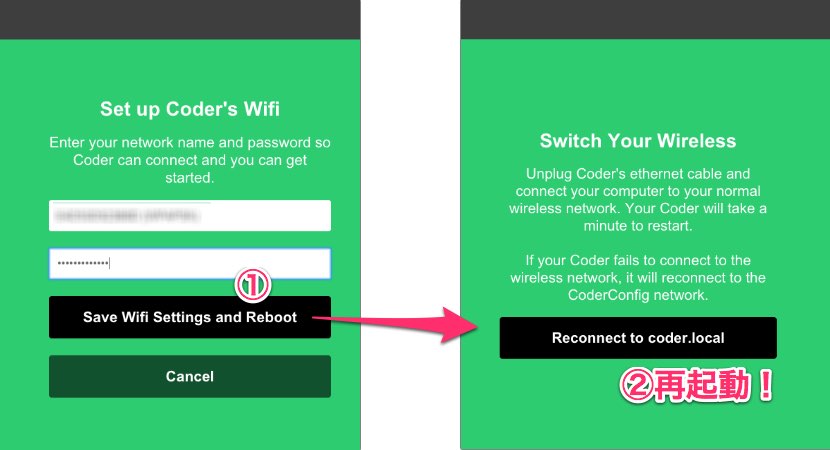 Set up Coder's Wifi
Enter your network name and password so
Coder can connect and you can get
started.
•••••••••••••
①
Save Wifi Settings and Reboot
Cancel
Switch Your Wireless
Unplug Coder's ethernet cable and
connect your computer to your normal
wireless network. Your Coder will take a
minute to restart.
If your Coder fails to connect to the
wireless network, it will reconnect to the
CoderConfig network.
Reconnect to coder.local
②再起動！